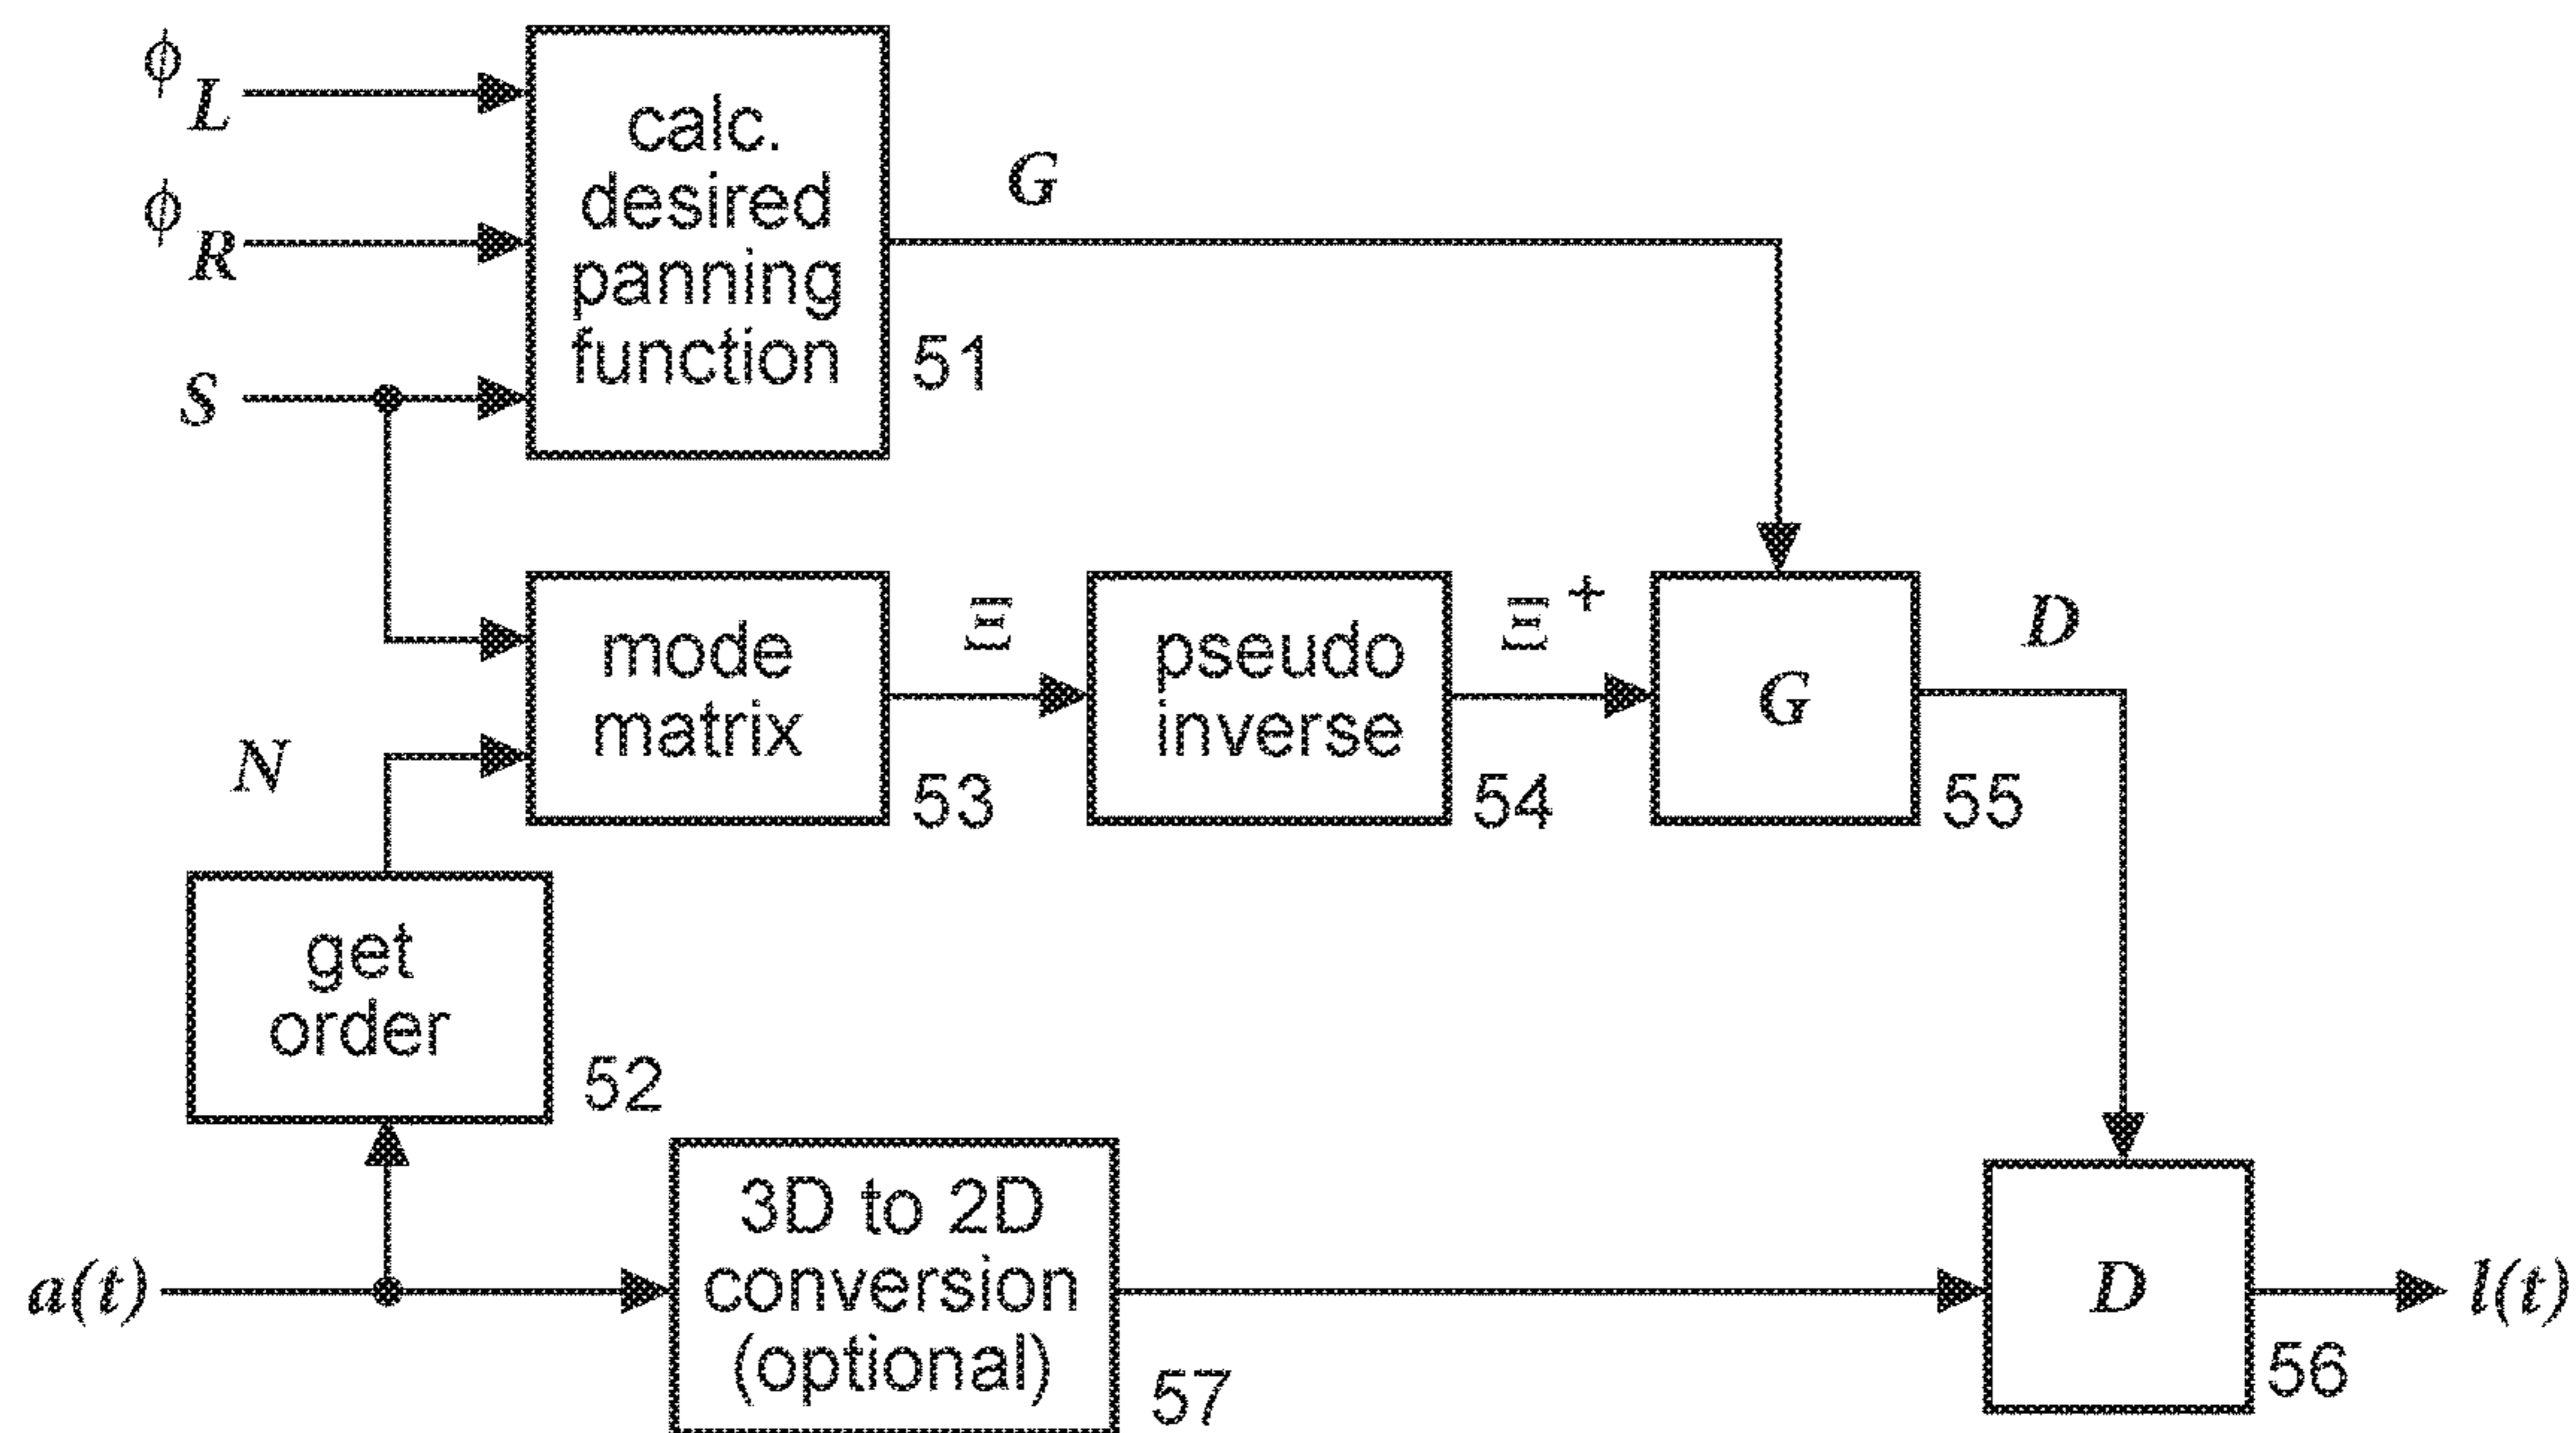 ϕL
calc.
desired
panning
function
51
G
ϕR
S
mode
matrix
53
Ξ
pseudo
inverse
54
Ξ+
G
55
D
N
get
order
52
a(t)
3D to 2D
conversion
(optional)
57
D
56
l(t)